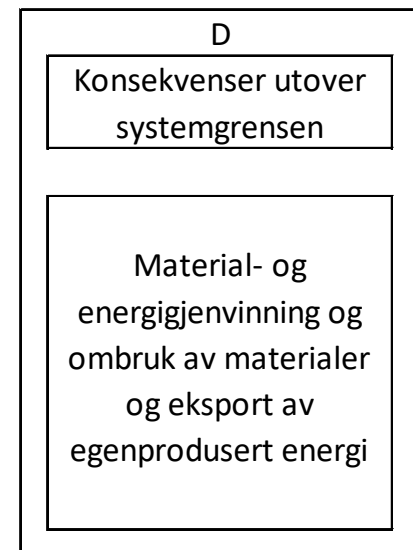 D
Konsekvenser utover
systemgrensen
Material- og
energigjenvinning og
ombruk av materialer
og eksport av
egenprodusert energi